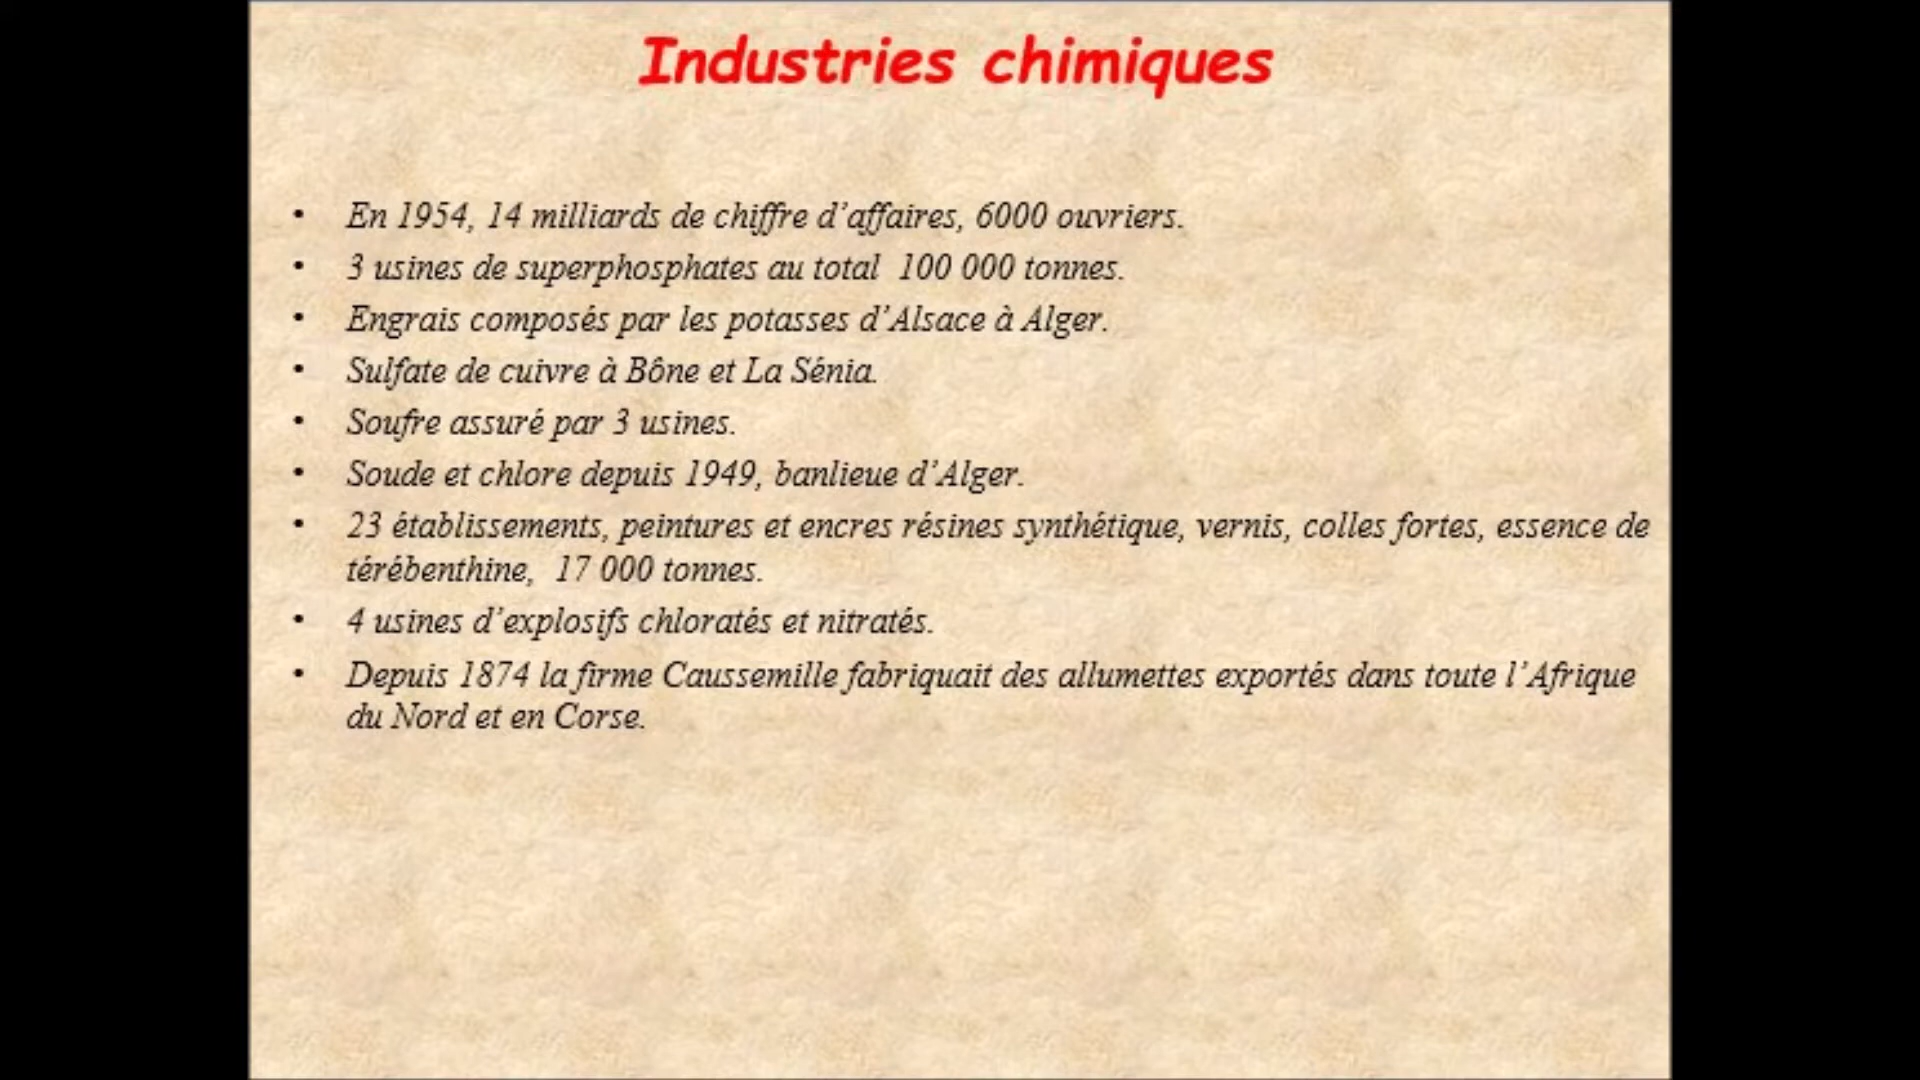 Industries chimiques
• En 1954, 14 milliards de chiffre d’affaires, 6000 ouvriers.
• 3 usines de superphosphates au total  100 000 tonnes.
• Engrais composés par les potasses d’Alsace à Alger.
• Sulfate de cuivre à Bône et La Sénia.
• Soufre assuré par 3 usines.
• Soude et chlore depuis 1949, banlieue d’Alger.
• 23 établissements, peintures et encres résines synthétique, vernis, colles fortes, essence de
térébenthine,  17 000 tonnes.
• 4 usines d’explosifs chloratés et nitratés.
• Depuis 1874 la firme Caussemille fabriquait des allumettes exportés dans toute l’Afrique
du Nord et en Corse.